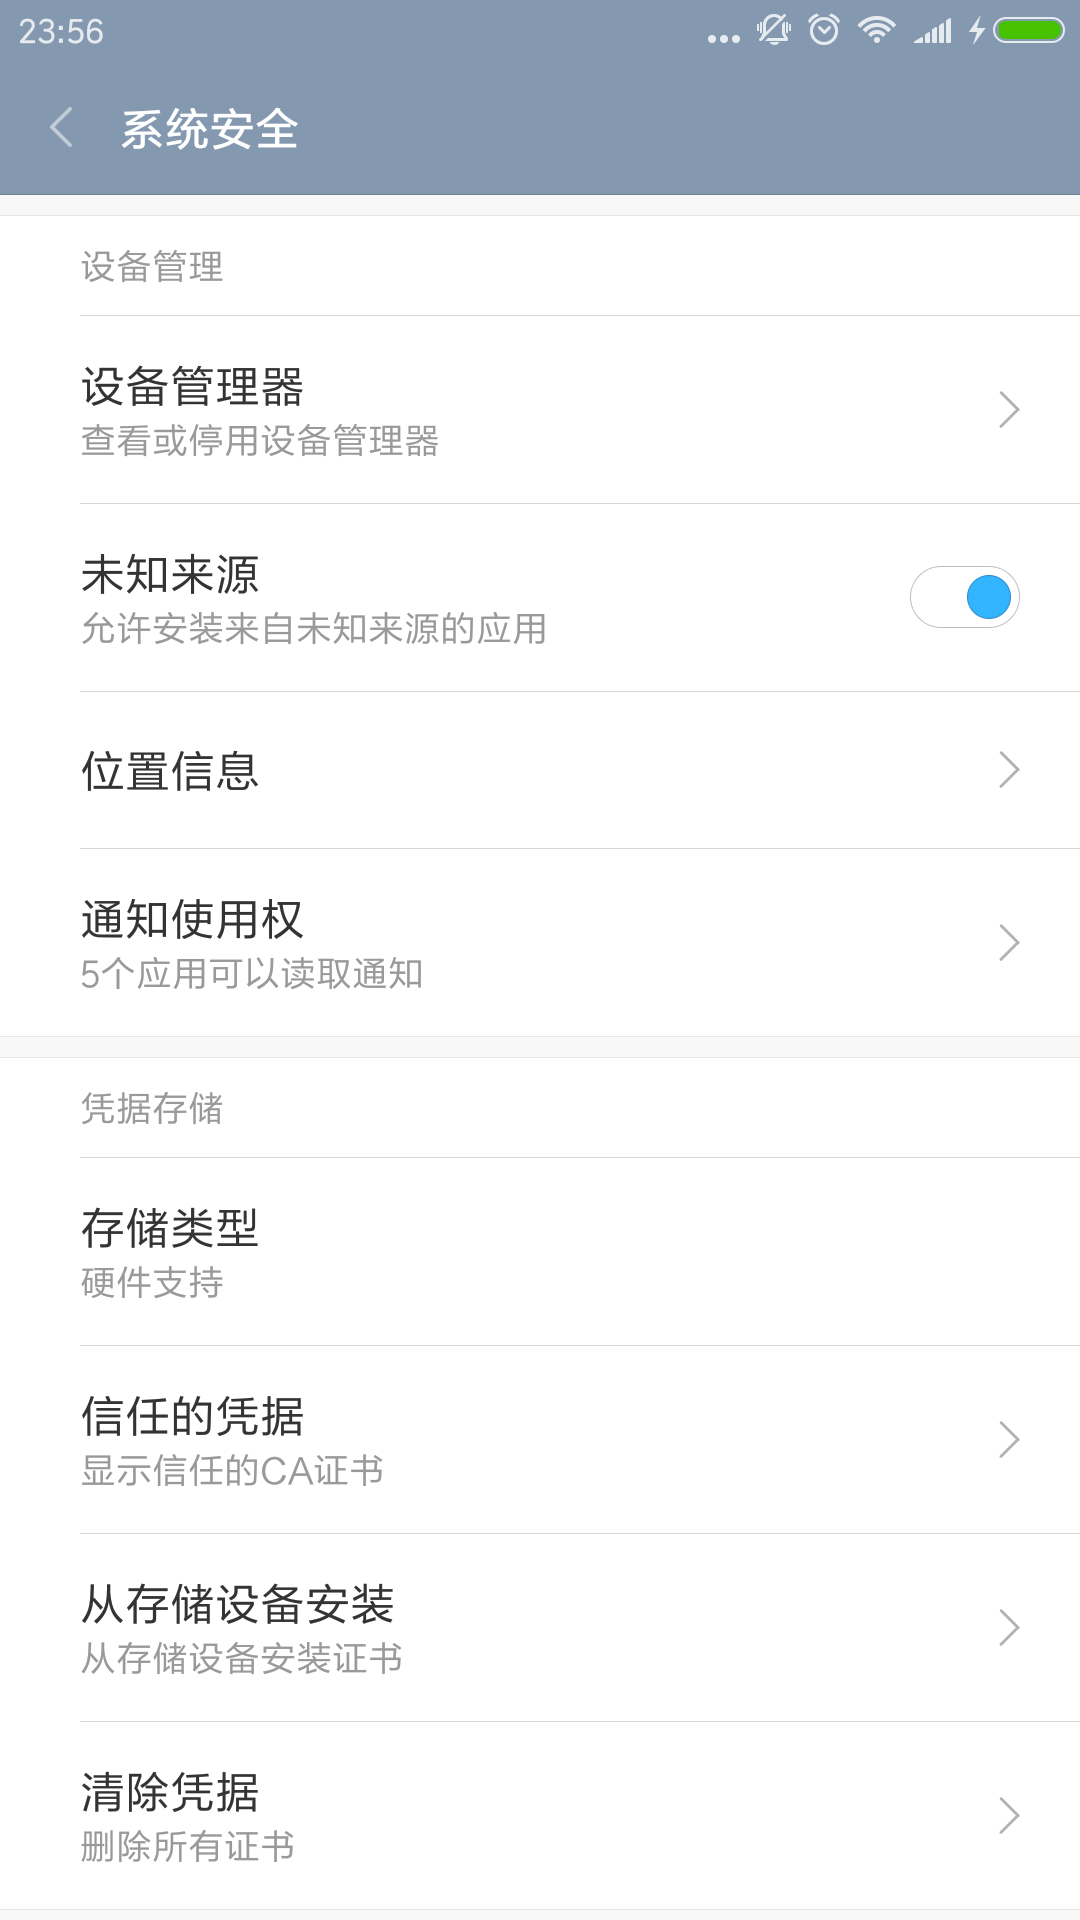 23:56
系统安全
设备管理
设备管理器
查看或停用设备管理器
未知来源
允许安装来自未知来源的应用
位置信息
通知使用权
5个应用可以读取通知
凭据存储
存储类型
硬件支持
信任的凭据
显示信任的CA证书
从存储设备安装
从存储设备安装证书
清除凭据
删除所有证书